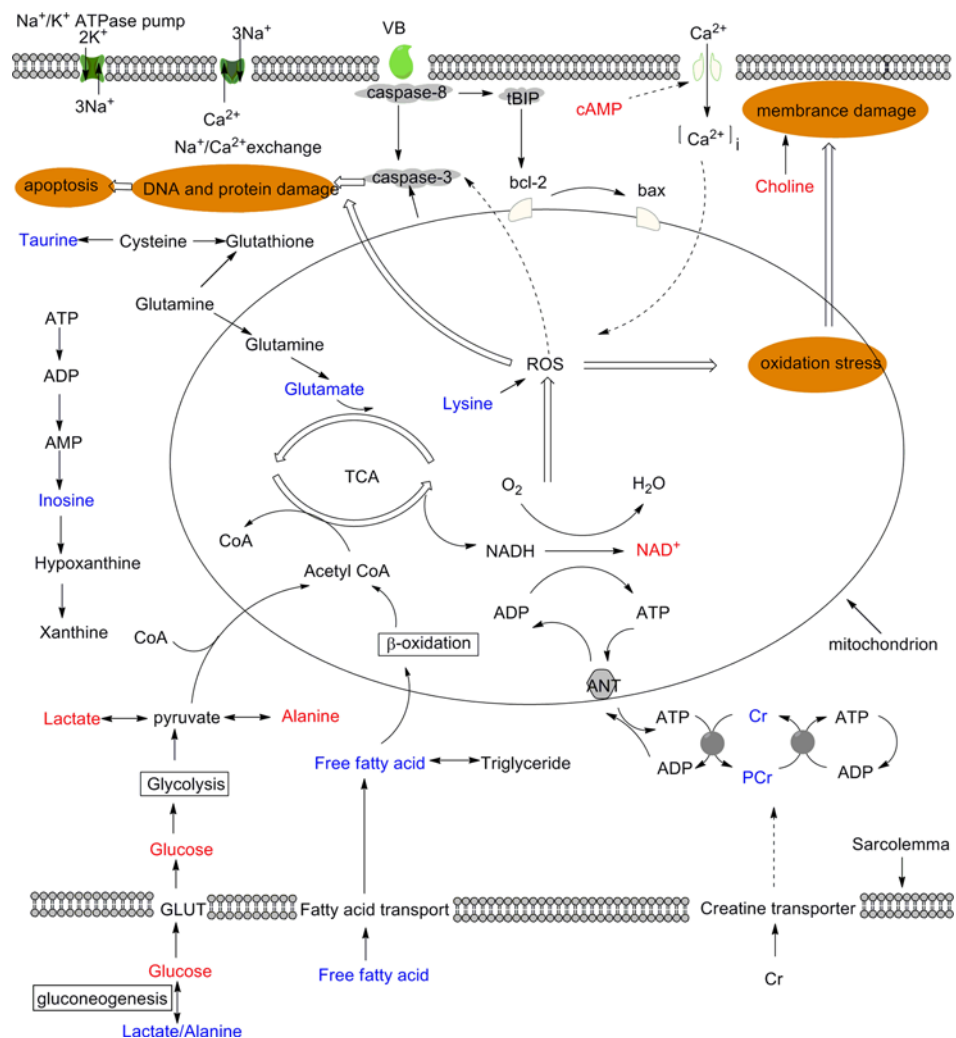 Na⁺/K⁺ ATPase pump
2K⁺
3Na⁺
3Na⁺
Ca²⁺
Na⁺/Ca²⁺exchange
VB
caspase-8
tBIP
cAMP
Ca²⁺
[Ca²⁺]i
membrance damage
Choline
apoptosis
DNA and protein damage
caspase-3
bcl-2
bax
Taurine
Cysteine
Glutathione
Glutamine
Glutamine
Glutamate
ATP
ADP
AMP
Inosine
Hypoxanthine
Xanthine
ROS
Lysine
oxidation stress
TCA
O₂
H₂O
CoA
NADH
NAD⁺
Acetyl CoA
ADP
ATP
CoA
β-oxidation
mitochondrion
ANT
Lactate
pyruvate
Alanine
ATP
Cr
ATP
Free fatty acid
Triglyceride
ADP
PCr
ADP
Glycolysis
Glucose
Sarcolemma
GLUT
Fatty acid transport
Creatine transporter
Glucose
Free fatty acid
Cr
gluconeogenesis
Lactate/Alanine